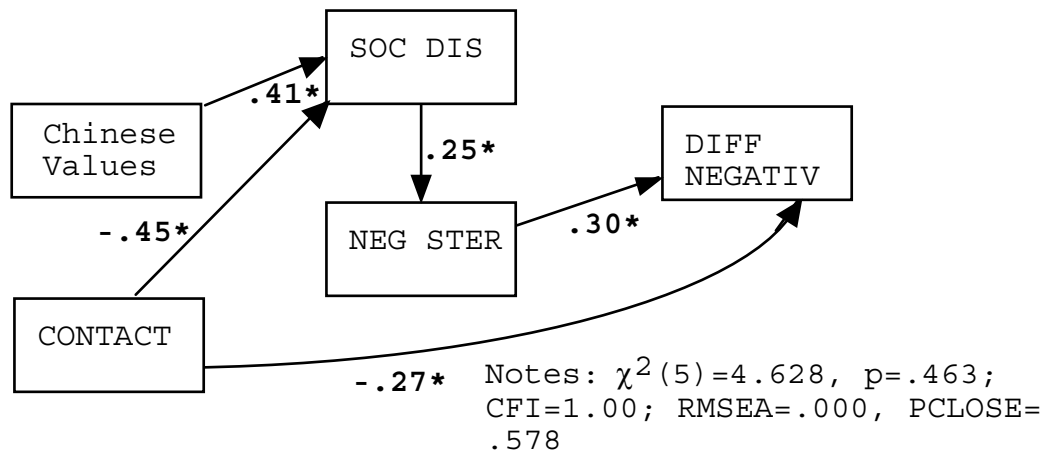 SOC DIS
.41*
Chinese
Values
.25*
DIFF
NEGATIV
-.45*
NEG STER
.30*
CONTACT
-.27*
Notes: χ²(5)=4.628, p=.463;
CFI=1.00; RMSEA=.000, PCLOSE=
.578